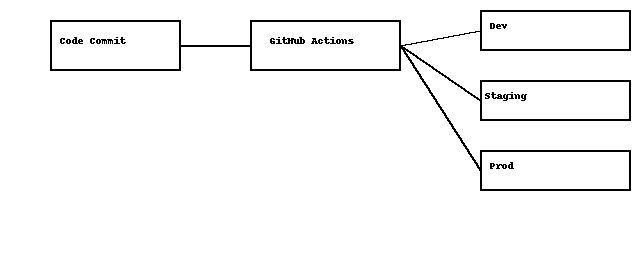 Code Commit
GitHub Actions
Dev
Staging
Prod